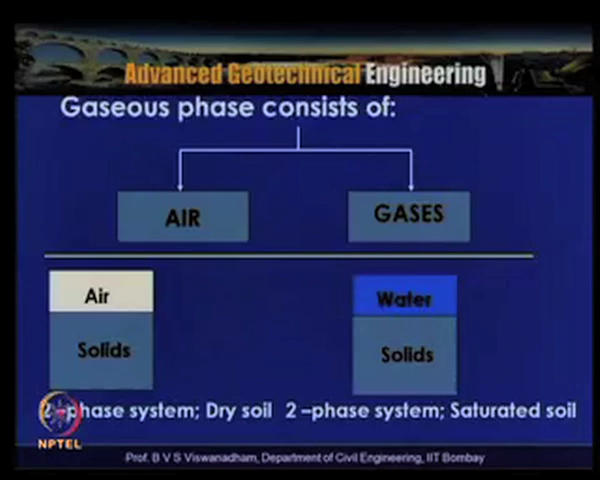 Advanced Geotechnical Engineering
Gaseous phase consists of:
AIR
GASES
Air
Solids
Water
Solids
2-phase system; Dry soil
2 –phase system; Saturated soil
NPTEL
Prof. B V S Viswanadham, Department of Civil Engineering, IIT Bombay